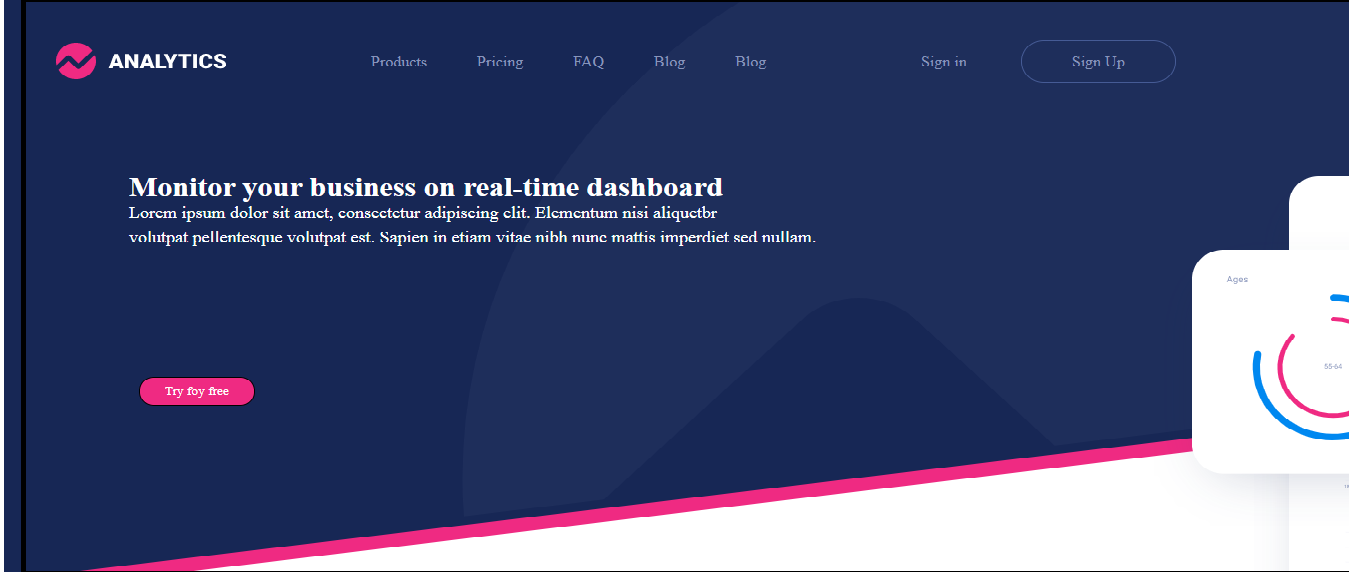 ANALYTICS
Products Pricing FAQ Blog Blog Sign in Sign Up
Monitor your business on real-time dashboard
Lorem ipsum dolor sit amet, consectetur adipiscing elit. Elementum nisi aliquetbr
volutpat pellentesque volutpat est. Sapien in etiam vitae nibh nunc mattis imperdiet sed nullam.
Ages
55-64
Try foy free